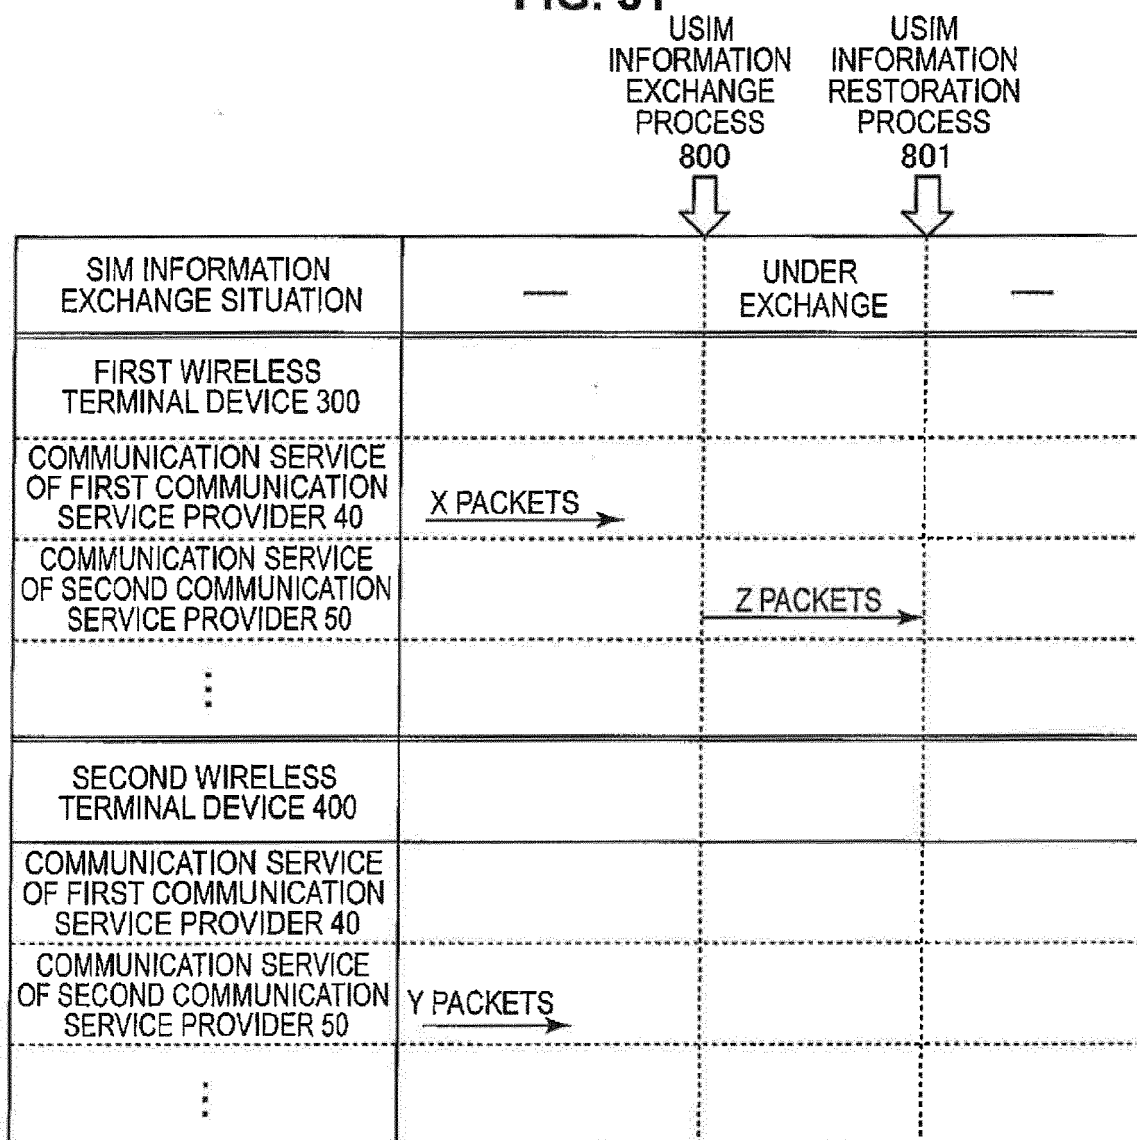 USIM
INFORMATION
EXCHANGE
PROCESS
800
USIM
INFORMATION
RESTORATION
PROCESS
801
SIM INFORMATION
EXCHANGE SITUATION
—
UNDER
EXCHANGE
—
FIRST WIRELESS
TERMINAL DEVICE 300
COMMUNICATION SERVICE
OF FIRST COMMUNICATION
SERVICE PROVIDER 40
X PACKETS
COMMUNICATION SERVICE
OF SECOND COMMUNICATION
SERVICE PROVIDER 50
Z PACKETS
SECOND WIRELESS
TERMINAL DEVICE 400
COMMUNICATION SERVICE
OF FIRST COMMUNICATION
SERVICE PROVIDER 40
COMMUNICATION SERVICE
OF SECOND COMMUNICATION
SERVICE PROVIDER 50
Y PACKETS